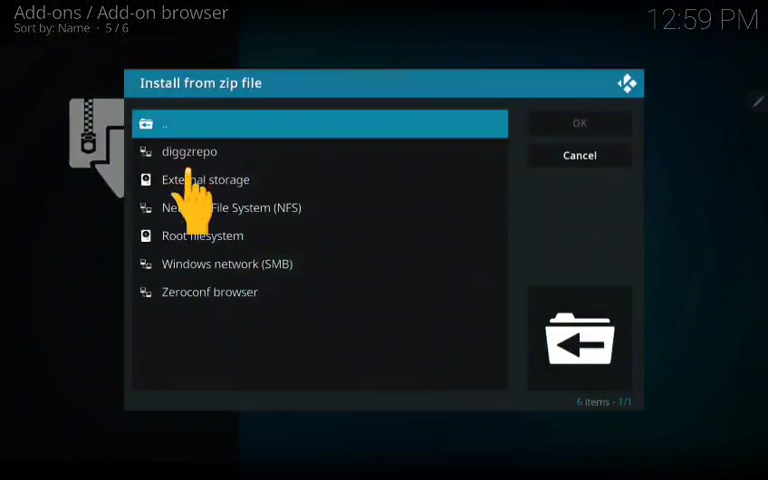 Add-ons / Add-on browser
Sort by: Name · 5 / 6
12:59 PM
Install from zip file
..
OK
diggzrepo
Cancel
External storage
File System (NFS)
Root filesystem
Windows network (SMB)
Zeroconf browser
6 items - 1/1